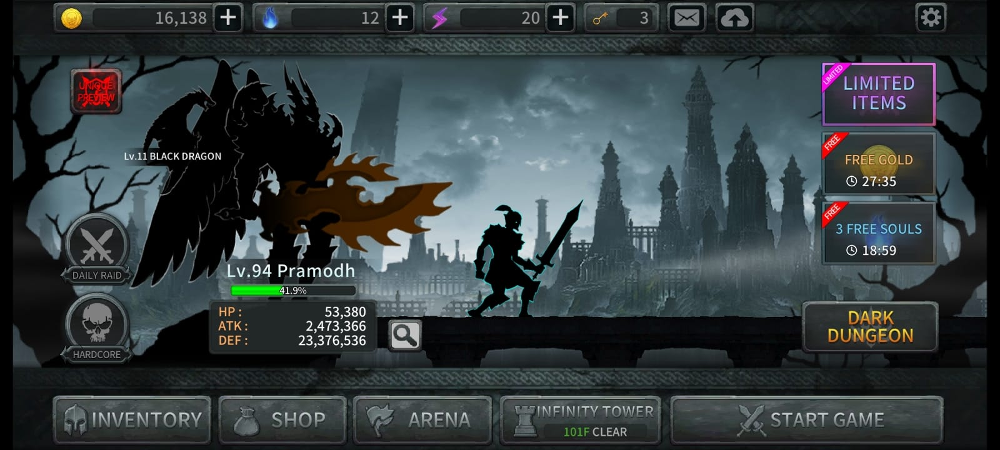 16,138
12
20
3
UNIQUE
PREVIEW
LIMITED
LIMITED
ITEMS
Lv.11 BLACK DRAGON
FREE
FREE GOLD
27:35
FREE
3 FREE SOULS
18:59
DAILY RAID
Lv.94 Pramodh
41.9%
HP : 53,380
ATK : 2,473,366
DEF : 23,376,536
HARDCORE
DARK
DUNGEON
INVENTORY
SHOP
ARENA
INFINITY TOWER
101F CLEAR
START GAME